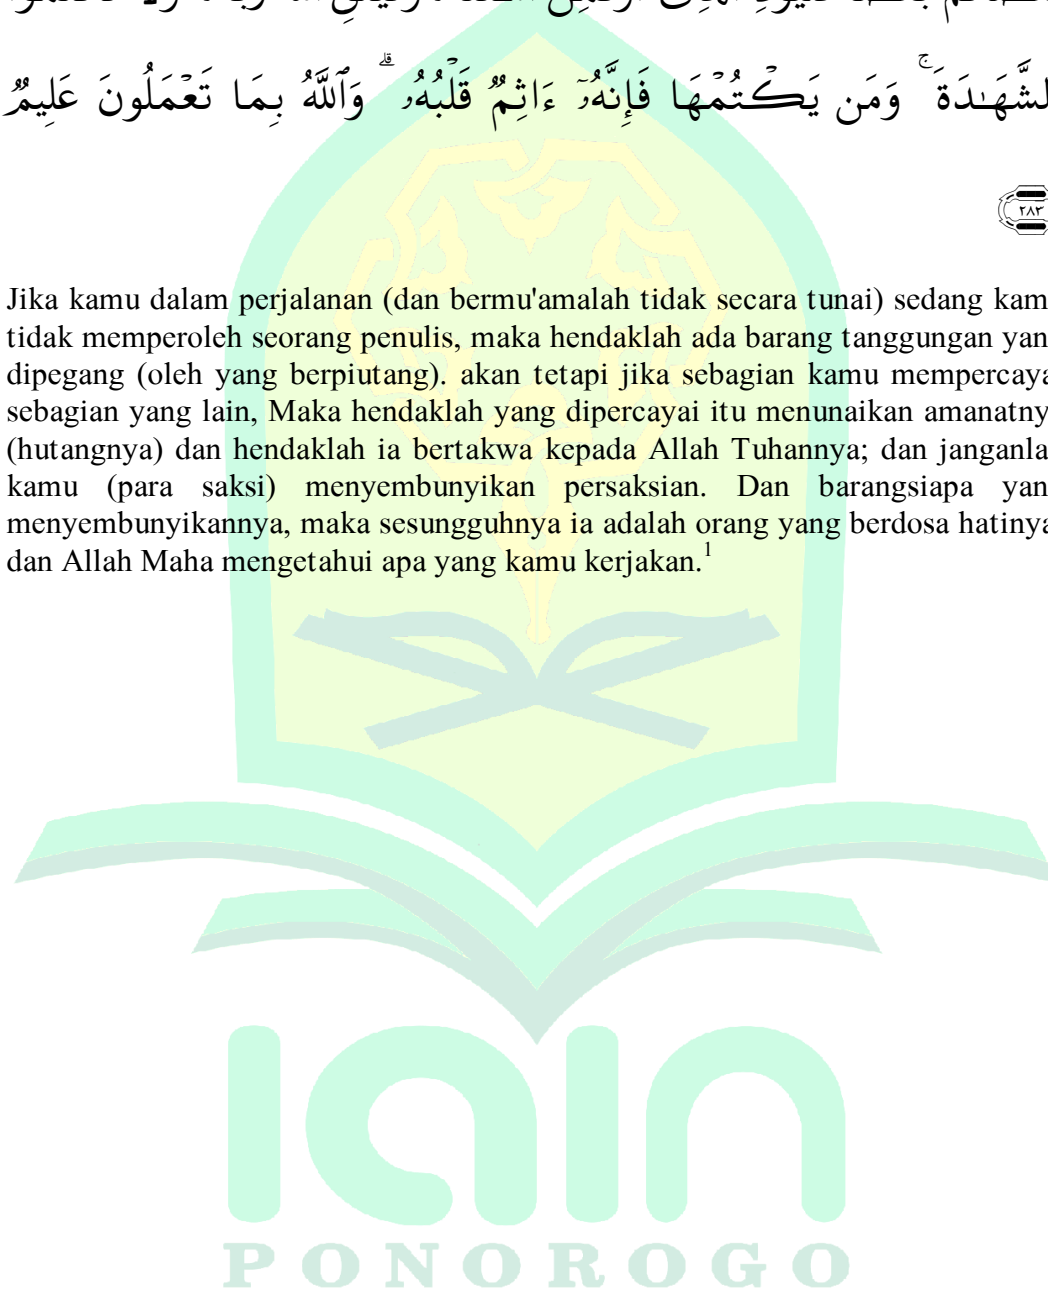 لشَّهَـٰدَةَ ۚ وَمَن يَكْتُمْهَا فَإِنَّهُۥٓ ءَاثِمٌ قَلْبُهُۥ ۗ وَٱللَّهُ بِمَا تَعْمَلُونَ عَلِيمٌ
٢٨٣
Jika kamu dalam perjalanan (dan bermu'amalah tidak secara tunai) sedang kam
tidak memperoleh seorang penulis, maka hendaklah ada barang tanggungan yan
dipegang (oleh yang berpiutang). akan tetapi jika sebagian kamu mempercaya
sebagian yang lain, Maka hendaklah yang dipercayai itu menunaikan amanatny
(hutangnya) dan hendaklah ia bertakwa kepada Allah Tuhannya; dan janganla
kamu (para saksi) menyembunyikan persaksian. Dan barangsiapa yan
menyembunyikannya, maka sesungguhnya ia adalah orang yang berdosa hatinya
dan Allah Maha mengetahui apa yang kamu kerjakan.1
iain
PONOROGO